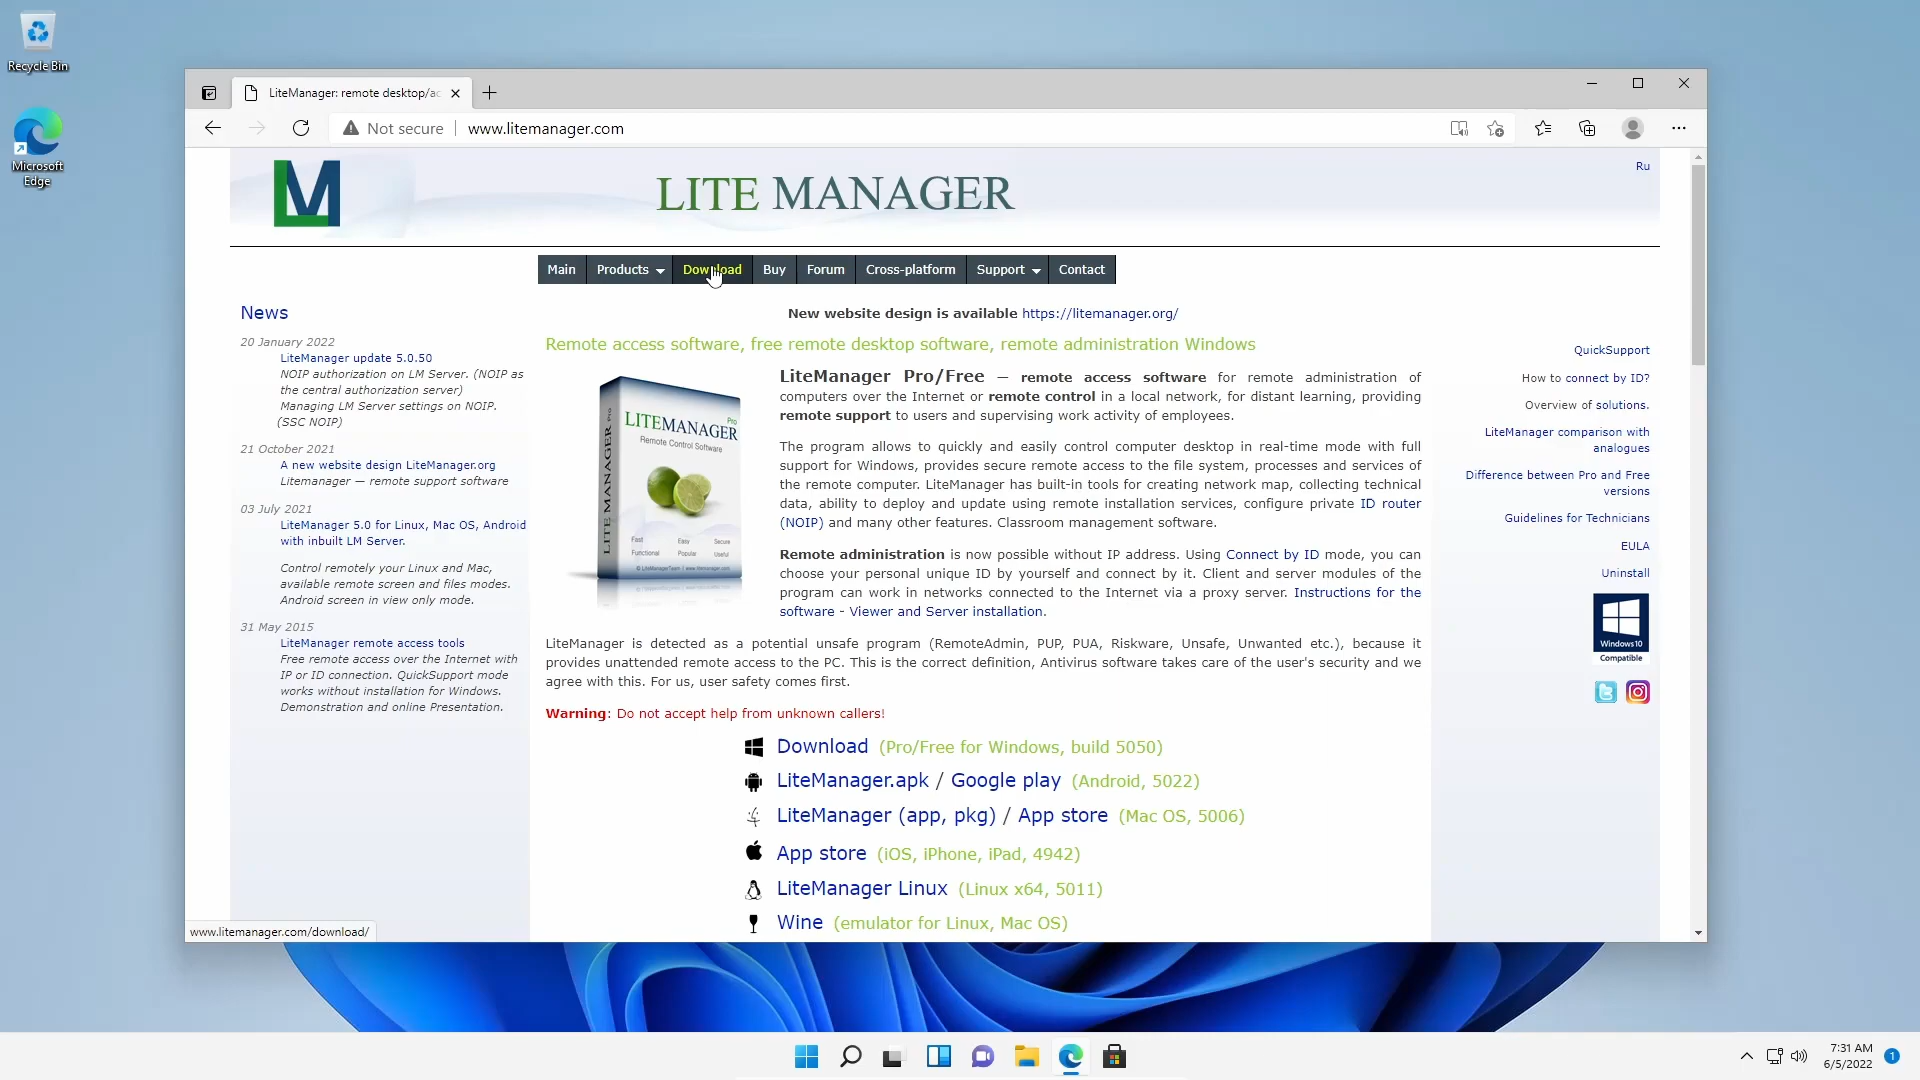 Recycle Bin
Microsoft
Edge
LiteManager: remote desktop/ac
Not secure
www.litemanager.com
LM
LITE MANAGER
Ru
Main
Products
Download
Buy
Forum
Cross-platform
Support
Contact
News
20 January 2022
LiteManager update 5.0.50
NOIP authorization on LM Server. (NOIP as
the central authorization server)
Managing LM Server settings on NOIP.
(SSC NOIP)
21 October 2021
A new website design LiteManager.org
Litemanager — remote support software
03 July 2021
LiteManager 5.0 for Linux, Mac OS, Android
with inbuilt LM Server.
Control remotely your Linux and Mac,
available remote screen and files modes.
Android screen in view only mode.
31 May 2015
LiteManager remote access tools
Free remote access over the Internet with
IP or ID connection. QuickSupport mode
works without installation for Windows.
Demonstration and online Presentation.
New website design is available https://litemanager.org/
Remote access software, free remote desktop software, remote administration Windows
LITEMANAGER Pro
Remote Control Software
LITE MANAGER Pro
Fast Easy Secure
Functional Popular Useful
© LiteManagerTeam | www.litemanager.com
LiteManager Pro/Free — remote access software for remote administration of
computers over the Internet or remote control in a local network, for distant learning, providing
remote support to users and supervising work activity of employees.
The program allows to quickly and easily control computer desktop in real-time mode with full
support for Windows, provides secure remote access to the file system, processes and services of
the remote computer. LiteManager has built-in tools for creating network map, collecting technical
data, ability to deploy and update using remote installation services, configure private ID router
(NOIP) and many other features. Classroom management software.
Remote administration is now possible without IP address. Using Connect by ID mode, you can
choose your personal unique ID by yourself and connect by it. Client and server modules of the
program can work in networks connected to the Internet via a proxy server. Instructions for the
software - Viewer and Server installation.
LiteManager is detected as a potential unsafe program (RemoteAdmin, PUP, PUA, Riskware, Unsafe, Unwanted etc.), because it
provides unattended remote access to the PC. This is the correct definition, Antivirus software takes care of the user's security and we
agree with this. For us, user safety comes first.
Warning: Do not accept help from unknown callers!
Download (Pro/Free for Windows, build 5050)
LiteManager.apk / Google play (Android, 5022)
LiteManager (app, pkg) / App store (Mac OS, 5006)
App store (iOS, iPhone, iPad, 4942)
LiteManager Linux (Linux x64, 5011)
Wine (emulator for Linux, Mac OS)
QuickSupport
How to connect by ID?
Overview of solutions.
LiteManager comparison with
analogues
Difference between Pro and Free
versions
Guidelines for Technicians
EULA
Uninstall
Windows10
Compatible
www.litemanager.com/download/
7:31 AM
6/5/2022
1